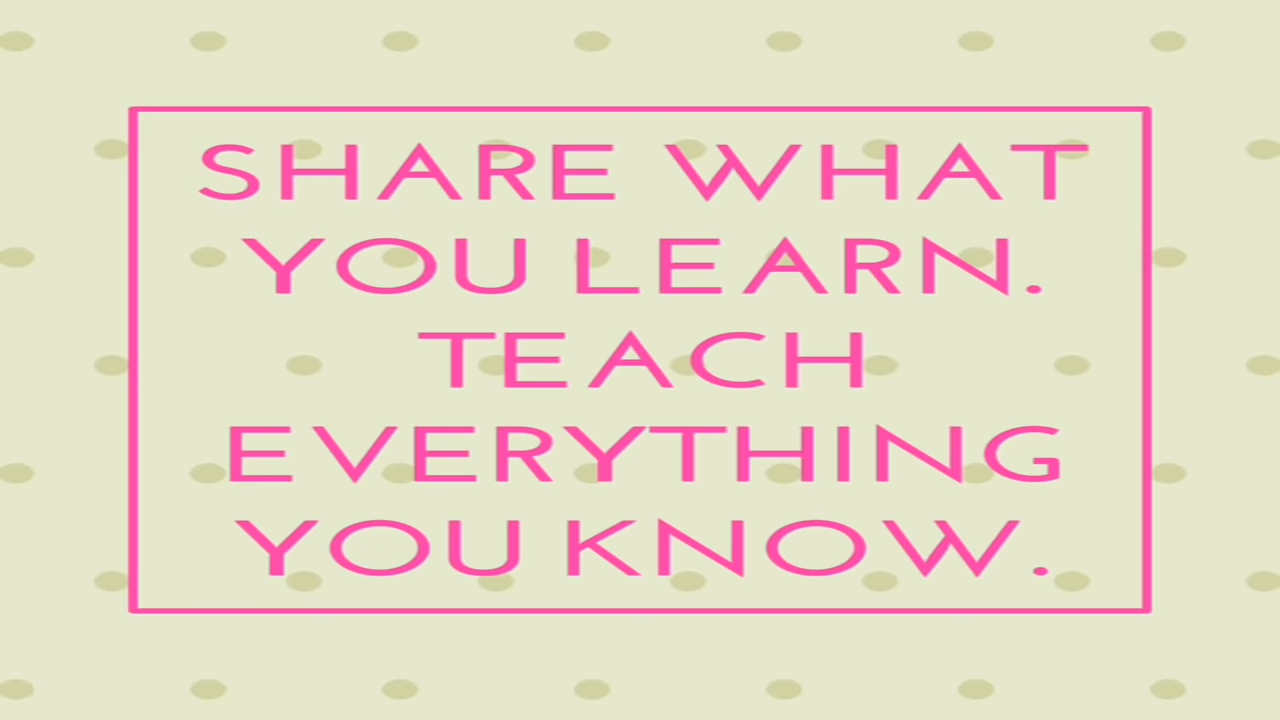 SHARE WHAT
YOU LEARN.
TEACH
EVERYTHING
YOU KNOW.